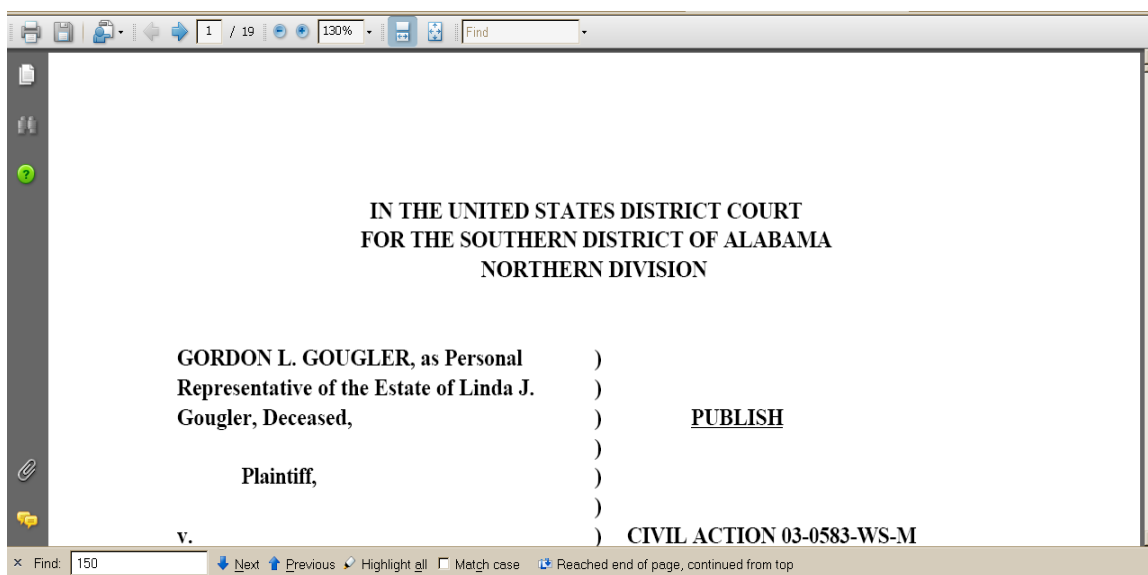 1 / 19 130% Find
IN THE UNITED STATES DISTRICT COURT
FOR THE SOUTHERN DISTRICT OF ALABAMA
NORTHERN DIVISION
GORDON L. GOUGLER, as Personal )
Representative of the Estate of Linda J. )
Gougler, Deceased, ) PUBLISH
)
Plaintiff, )
)
v. ) CIVIL ACTION 03-0583-WS-M
× Find: 150 Next Previous Highlight all Match case Reached end of page, continued from top